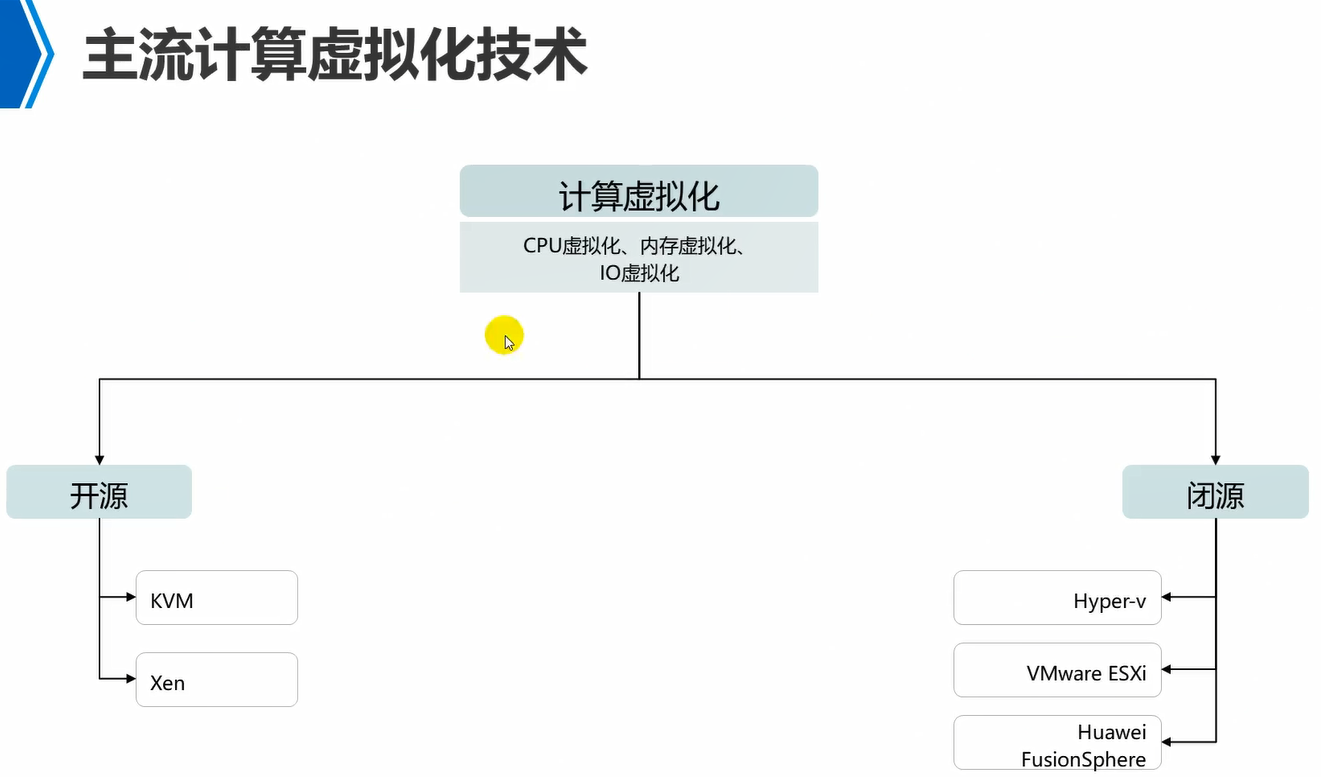 主流计算虚拟化技术
计算虚拟化
CPU虚拟化、内存虚拟化、
IO虚拟化
开源
KVM
Xen
闭源
Hyper-v
VMware ESXi
Huawei
FusionSphere